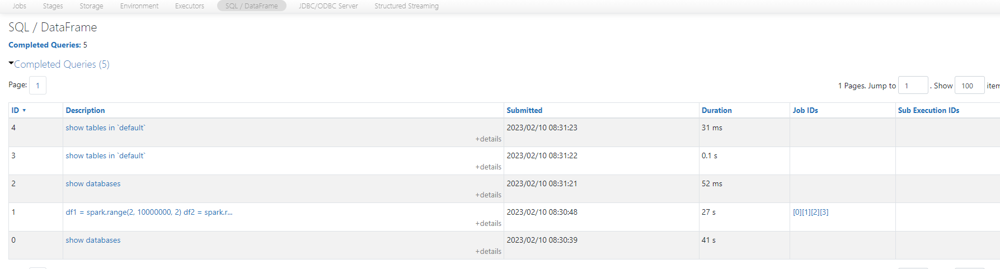 Jobs Stages Storage Environment Executors SQL / DataFrame JDBC/ODBC Server Structured Streaming
SQL / DataFrame
Completed Queries: 5
Completed Queries (5)
Page: 1 1 Pages. Jump to 1 . Show 100 item
ID Description Submitted Duration Job IDs Sub Execution IDs
4 show tables in `default` 2023/02/10 08:31:23 31 ms
+details
3 show tables in `default` 2023/02/10 08:31:22 0.1 s
+details
2 show databases 2023/02/10 08:31:21 52 ms
+details
1 df1 = spark.range(2, 10000000, 2) df2 = spark.r... 2023/02/10 08:30:48 27 s [0][1][2][3]
+details
0 show databases 2023/02/10 08:30:39 41 s
+details